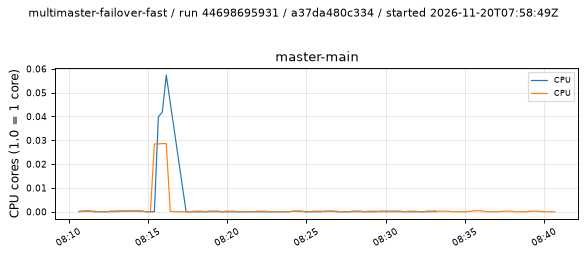 multimaster-failover-fast / run 44698695931 / a37da480c334 / started 2026-11-20T07:58:49Z
master-main
CPU cores (1.0 = 1 core)
0.06
0.05
0.04
0.03
0.02
0.01
0.00
CPU
CPU
08:10
08:15
08:20
08:25
08:30
08:35
08:40